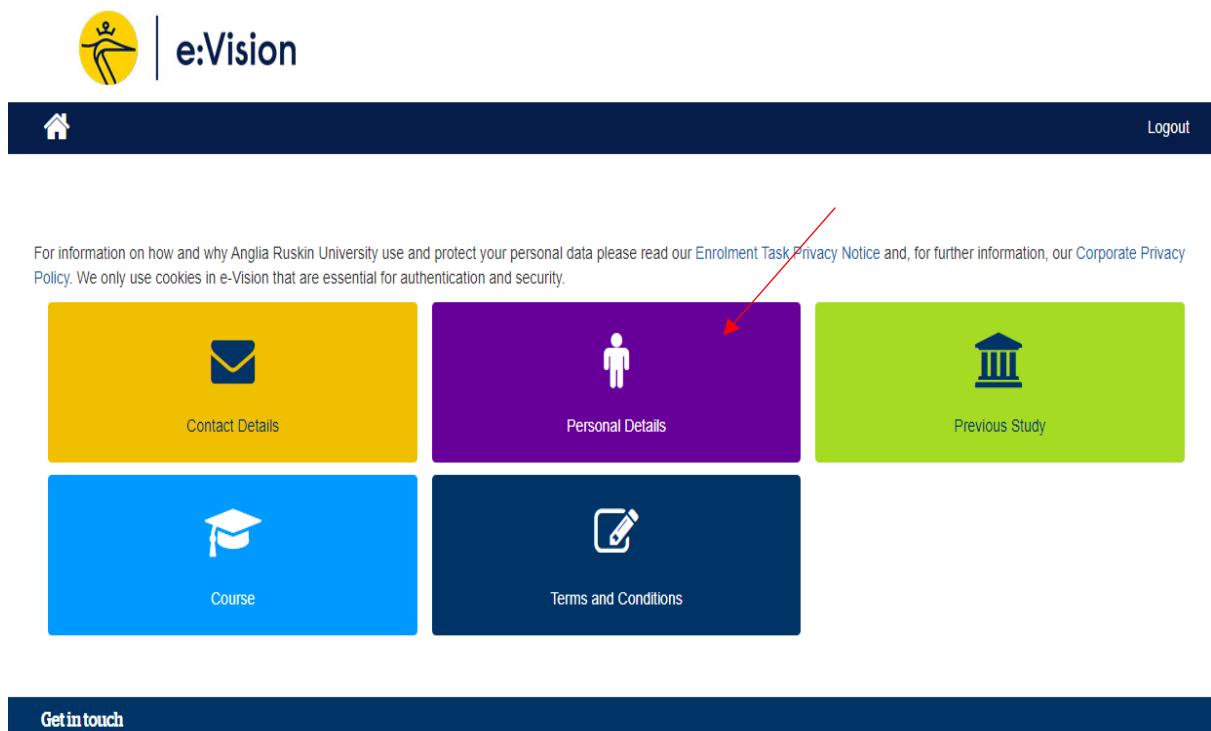 e:Vision
Logout
For information on how and why Anglia Ruskin University use and protect your personal data please read our Enrolment Task Privacy Notice and, for further information, our Corporate Privacy
Policy. We only use cookies in e-Vision that are essential for authentication and security.
Contact Details
Personal Details
Previous Study
Course
Terms and Conditions
Get in touch